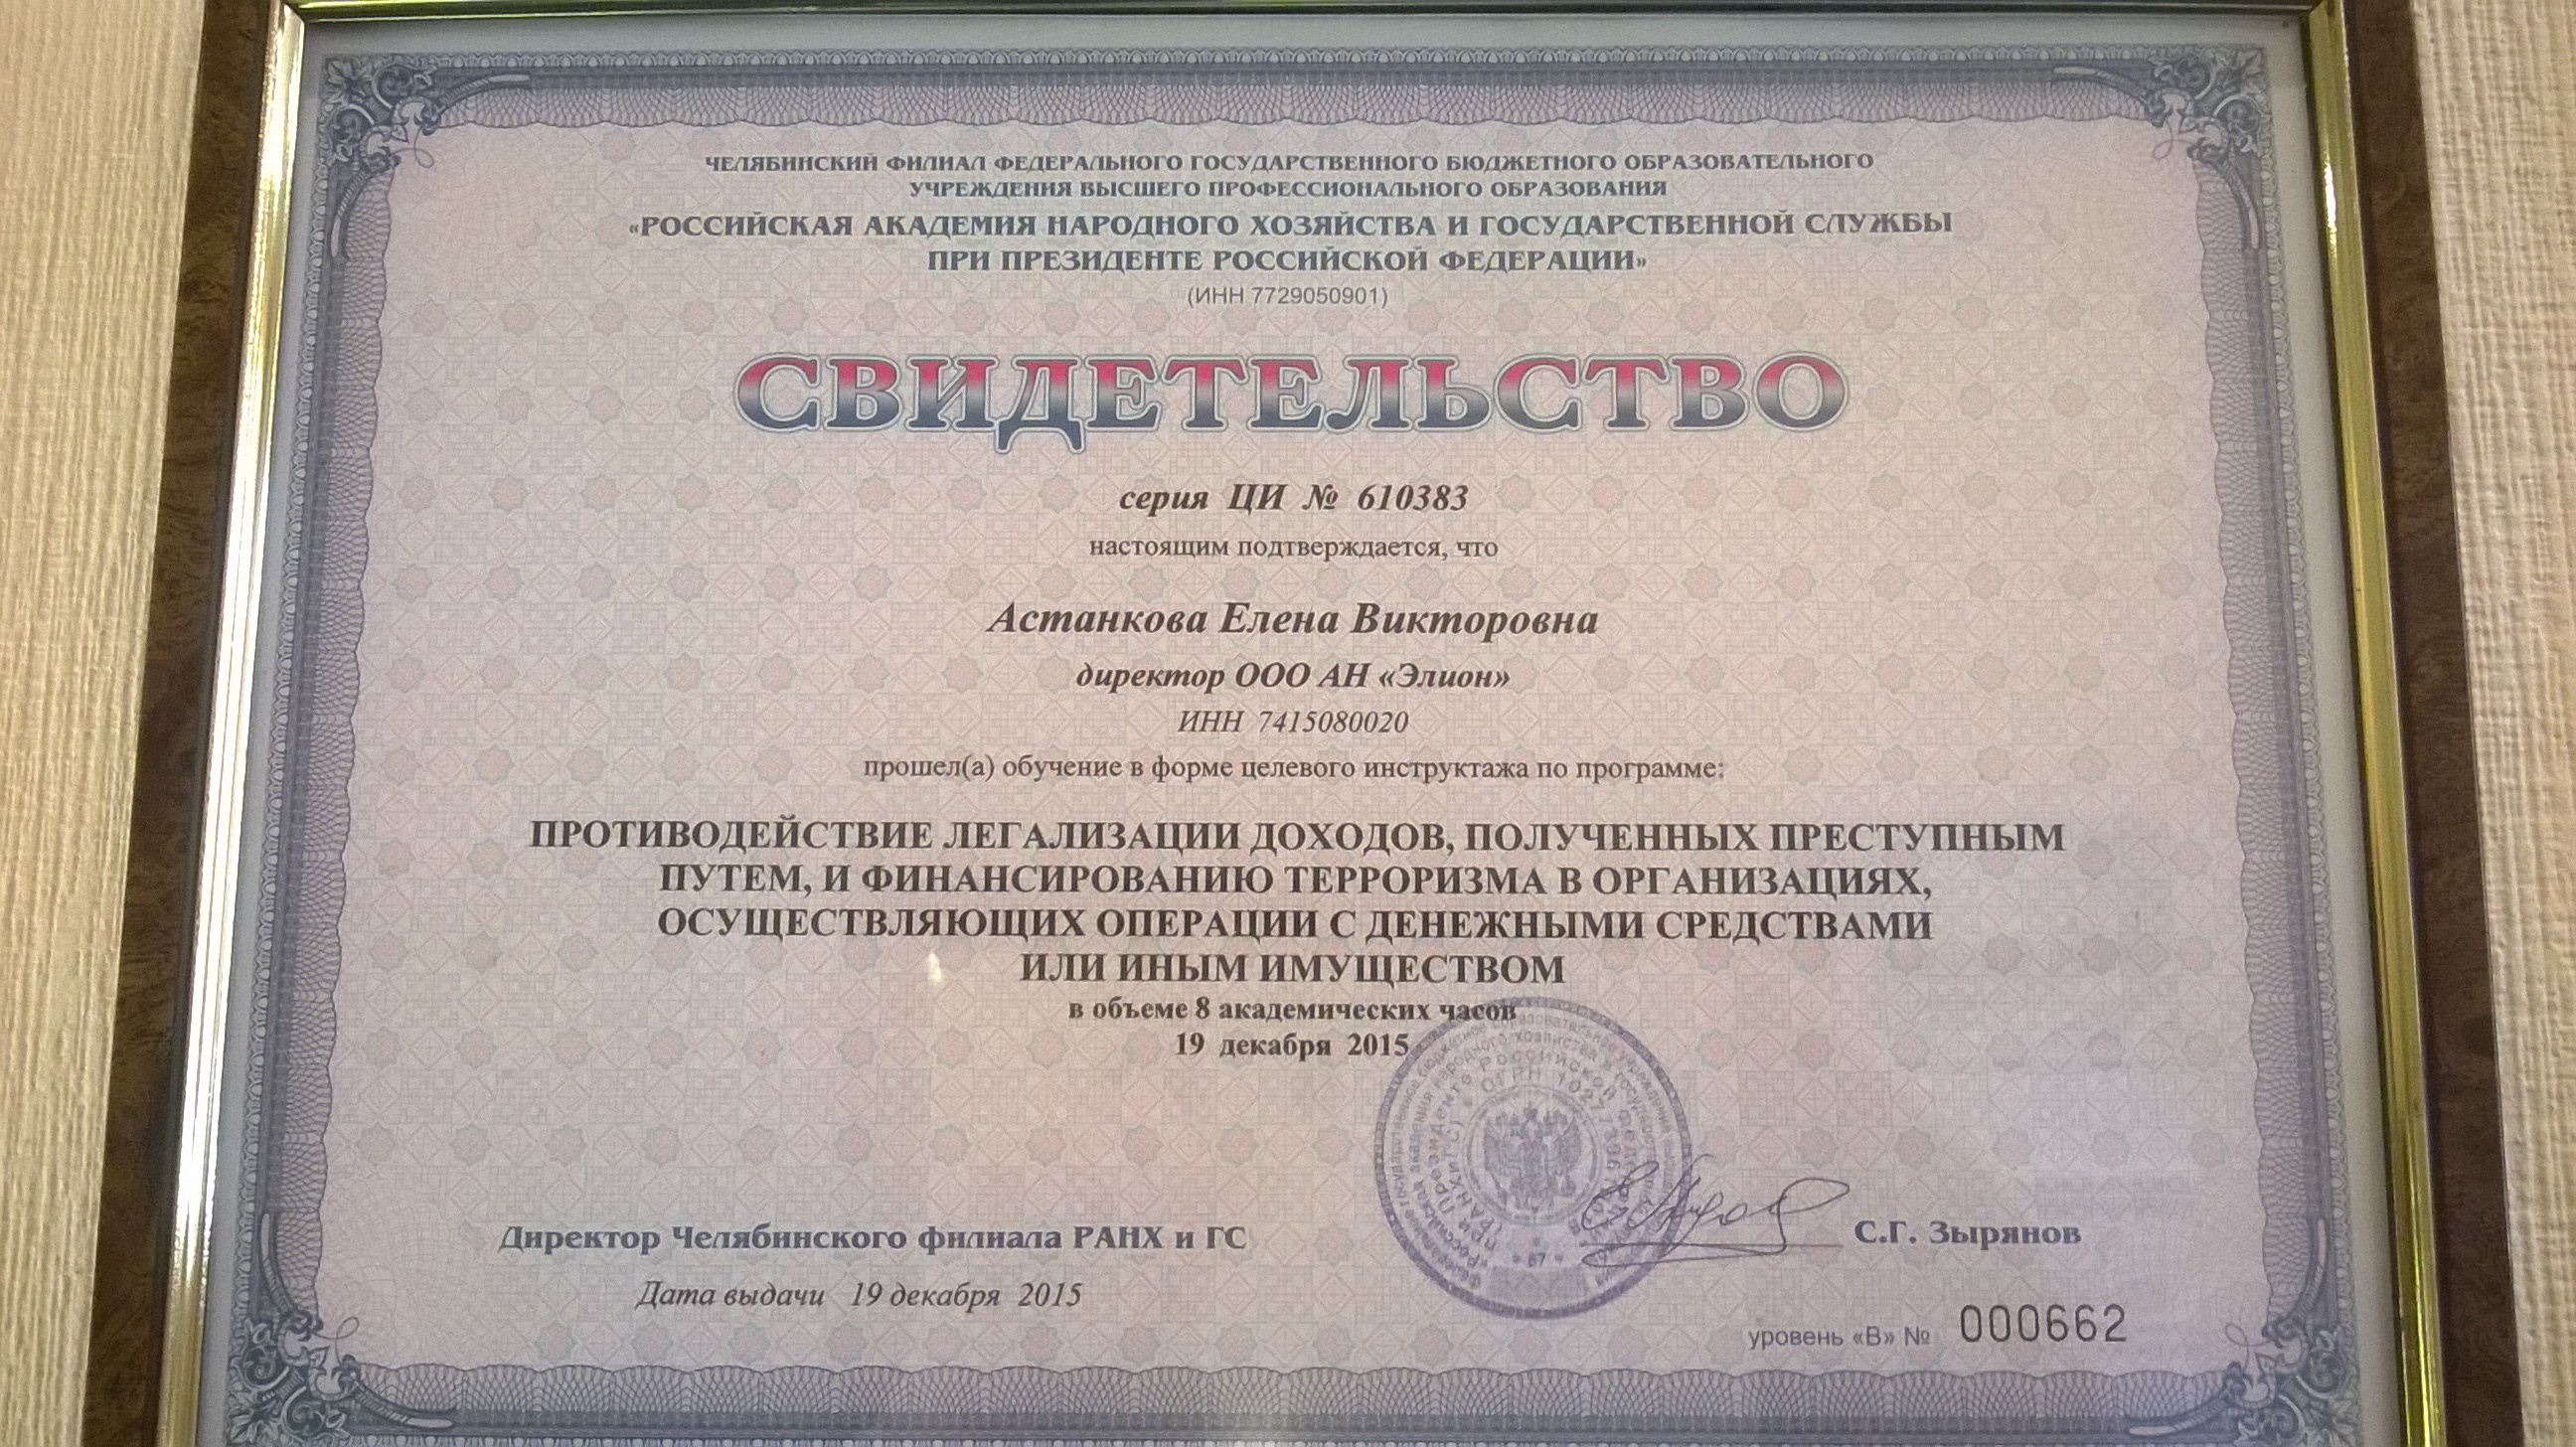 ЧЕЛЯБИНСКИЙ ФИЛИАЛ ФЕДЕРАЛЬНОГО ГОСУДАРСТВЕННОГО БЮДЖЕТНОГО ОБРАЗОВАТЕЛЬНОГО
УЧРЕЖДЕНИЯ ВЫСШЕГО ПРОФЕССИОНАЛЬНОГО ОБРАЗОВАНИЯ
«РОССИЙСКАЯ АКАДЕМИЯ НАРОДНОГО ХОЗЯЙСТВА И ГОСУДАРСТВЕННОЙ СЛУЖБЫ
ПРИ ПРЕЗИДЕНТЕ РОССИЙСКОЙ ФЕДЕРАЦИИ»
(ИНН 7729050901)
СВИДЕТЕЛЬСТВО
серия ЦИ № 610383
настоящим подтверждается, что
Астанкова Елена Викторовна
директор ООО АН «Элион»
ИНН 7415080020
прошел(а) обучение в форме целевого инструктажа по программе:
ПРОТИВОДЕЙСТВИЕ ЛЕГАЛИЗАЦИИ ДОХОДОВ, ПОЛУЧЕННЫХ ПРЕСТУПНЫМ
ПУТЕМ, И ФИНАНСИРОВАНИЮ ТЕРРОРИЗМА В ОРГАНИЗАЦИЯХ,
ОСУЩЕСТВЛЯЮЩИХ ОПЕРАЦИИ С ДЕНЕЖНЫМИ СРЕДСТВАМИ
ИЛИ ИНЫМ ИМУЩЕСТВОМ
в объеме 8 академических часов
19 декабря 2015
Директор Челябинского филиала РАНХ и ГС
С.Г. Зырянов
Дата выдачи 19 декабря 2015
уровень «В» № 000662